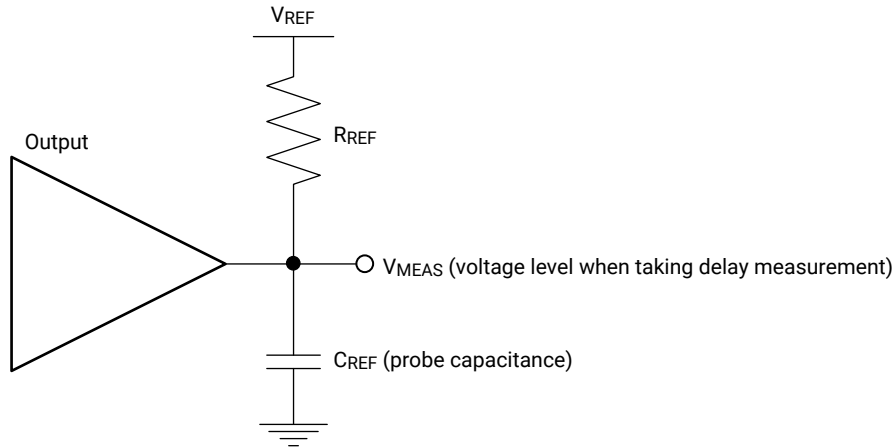 VREF
RREF
Output
VMEAS (voltage level when taking delay measurement)
CREF (probe capacitance)